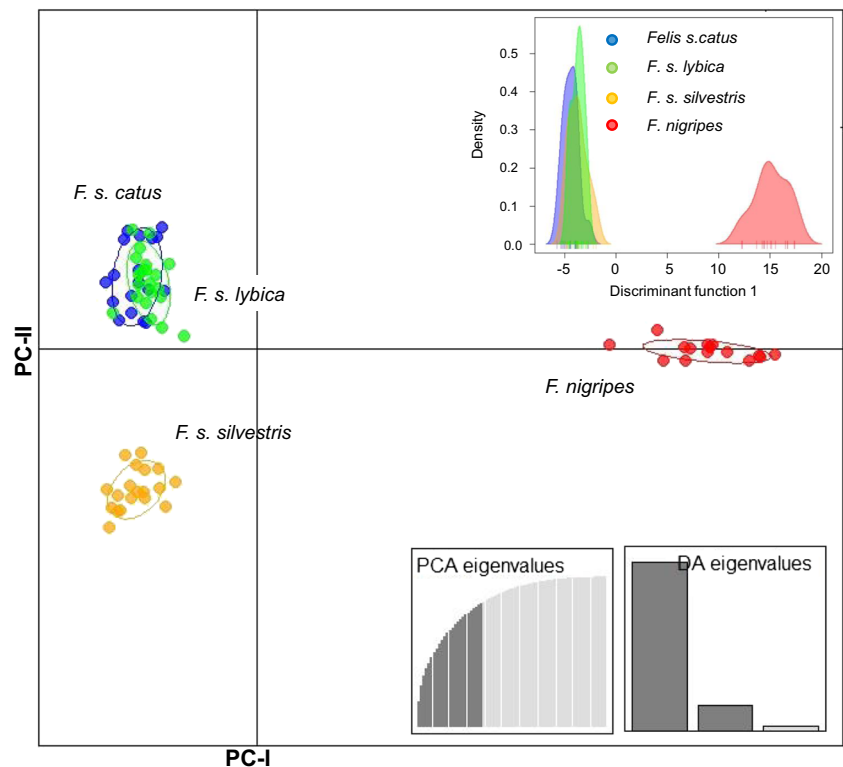 Felis s.catus
F. s. lybica
F. s. silvestris
F. nigripes
Density
0.5
0.4
0.3
0.2
0.1
0.0
-5 0 5 10 15 20
Discriminant function 1
F. s. catus
F. s. lybica
PC-II
F. nigripes
F. s. silvestris
PCA eigenvalues
DA eigenvalues
PC-I